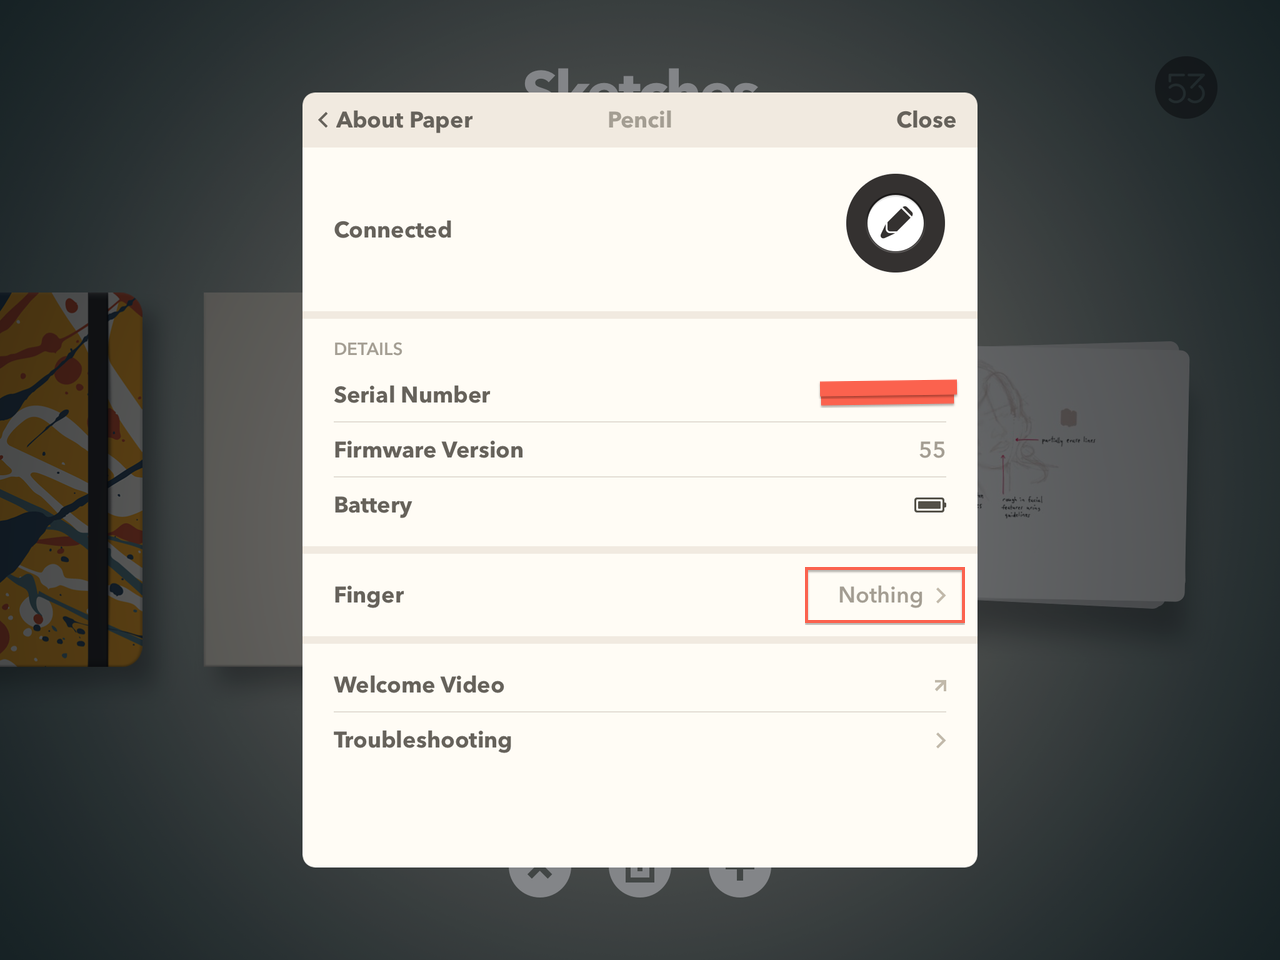 Sketches
53
About Paper
Pencil
Close
Connected
DETAILS
Serial Number
Firmware Version
55
Battery
Finger
Nothing
Welcome Video
Troubleshooting
partially erase lines
rough in facial
features using
guidelines